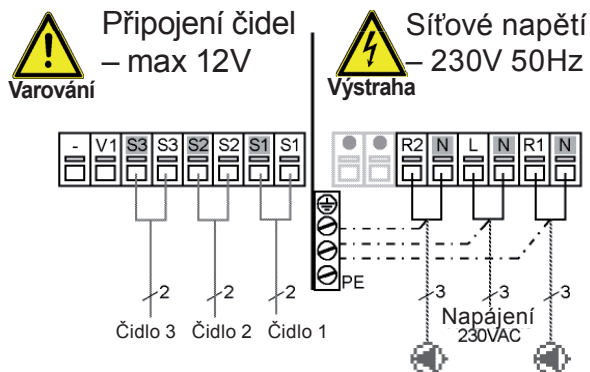 Připojení čidel
– max 12V
Varování
Síťové napětí
– 230V 50Hz
Výstraha
- V1 S3 S3 S2 S2 S1 S1
R2 N L N R1 N
PE
2 2 2
3 3 3
Čidlo 3 Čidlo 2 Čidlo 1
Napájení
230VAC